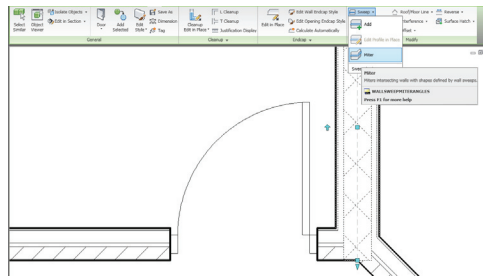 Isolate Objects
Edit in Section
Select Similar
Object Viewer
General
Door
Add Selected
Edit Style
Save As
Dimension
Tag
Cleanup Edit in Place
L Cleanup
T Cleanup
Justification Display
Cleanup
Edit in Place
Edit Wall Endcap Style
Edit Opening Endcap Style
Calculate Automatically
Endcap
Sweep
Roof/Floor Line
Reverse
Interference
Surface Hatch
Offset
Modify
Add
Edit Profile in Place
Miter
Miter
Miters intersecting walls with shapes defined by wall sweeps.
WALLSWEEPMITERANGLES
Press F1 for more help